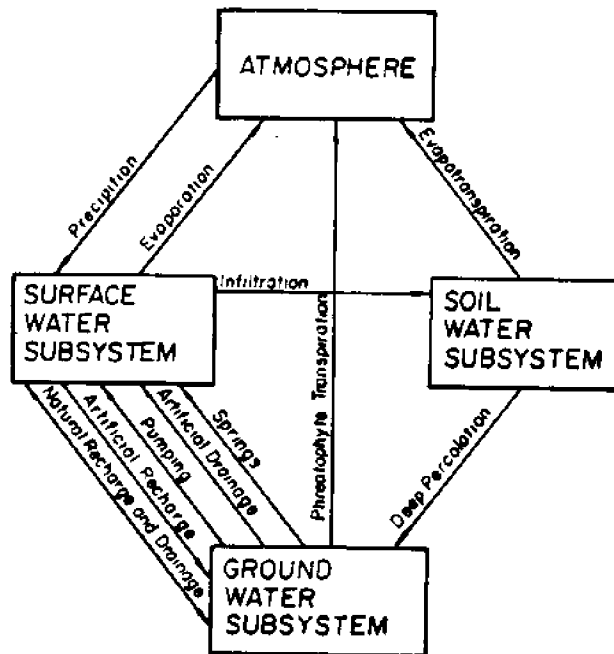 ATMOSPHERE
Precipition
Evaporation
Evapotranspiration
Infiltration
SURFACE
WATER
SUBSYSTEM
SOIL
WATER
SUBSYSTEM
Phreatophyte Transpiration
Natural Recharge and Drainage
Artificial Recharge
Pumping
Artificial Drainage
Springs
Deep Percolation
GROUND
WATER
SUBSYSTEM